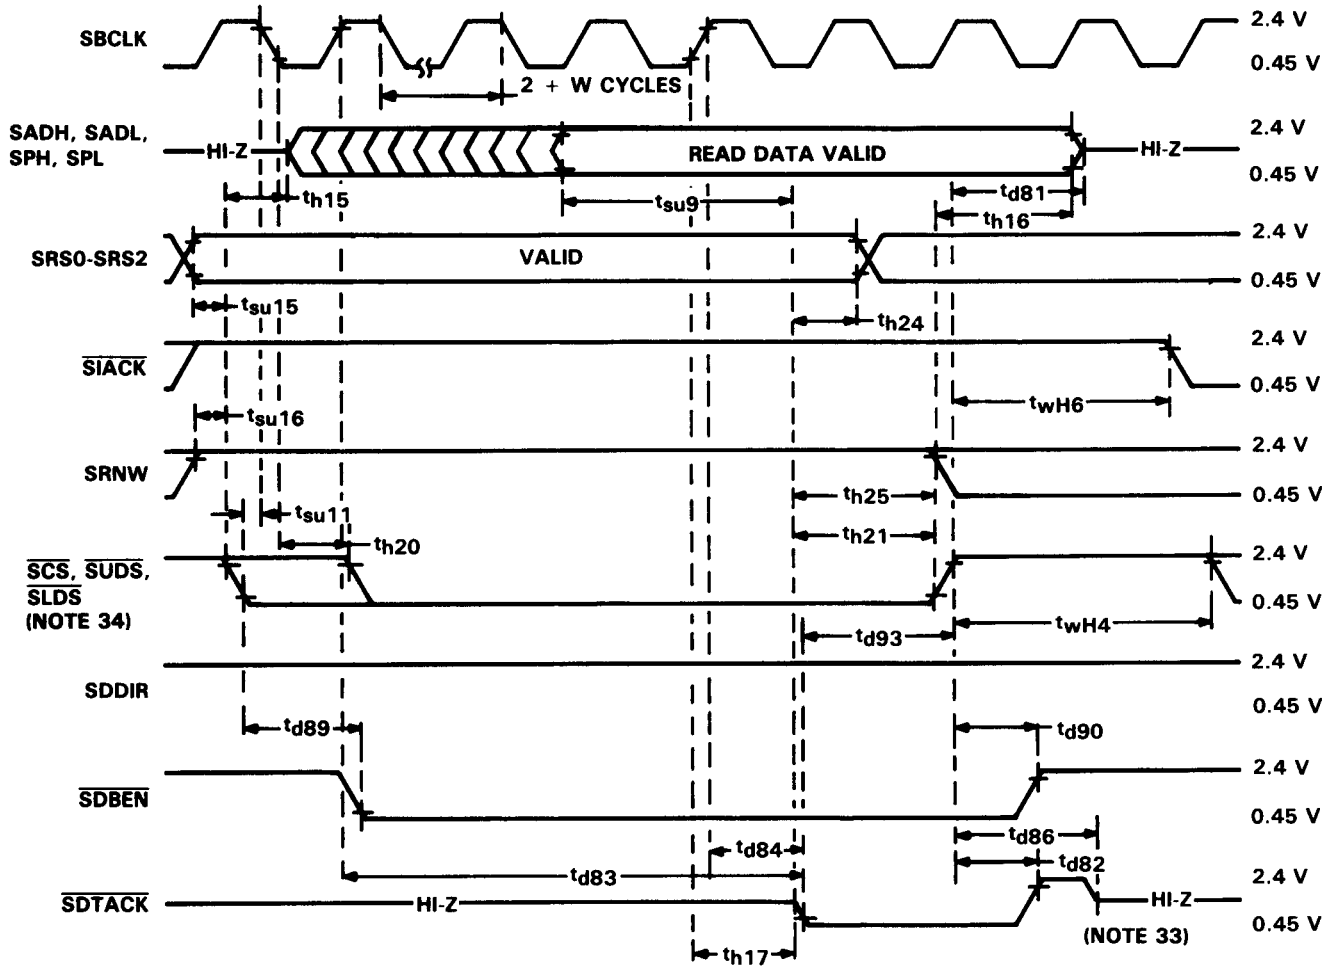 SBCLK
2.4 V
0.45 V
2 + W CYCLES
SADH, SADL,
SPH, SPL
HI-Z
READ DATA VALID
HI-Z
2.4 V
0.45 V
th15
tsu9
td81
th16
SRS0-SRS2
VALID
2.4 V
0.45 V
tsu15
th24
SIACK
2.4 V
0.45 V
tsu16
twH6
SRNW
2.4 V
0.45 V
th25
tsu11
th21
th20
SCS, SUDS,
SLDS
(NOTE 34)
2.4 V
0.45 V
td93
twH4
SDDIR
2.4 V
0.45 V
td89
td90
SDBEN
2.4 V
0.45 V
td86
td84
td82
td83
SDTACK
HI-Z
HI-Z
2.4 V
0.45 V
(NOTE 33)
th17